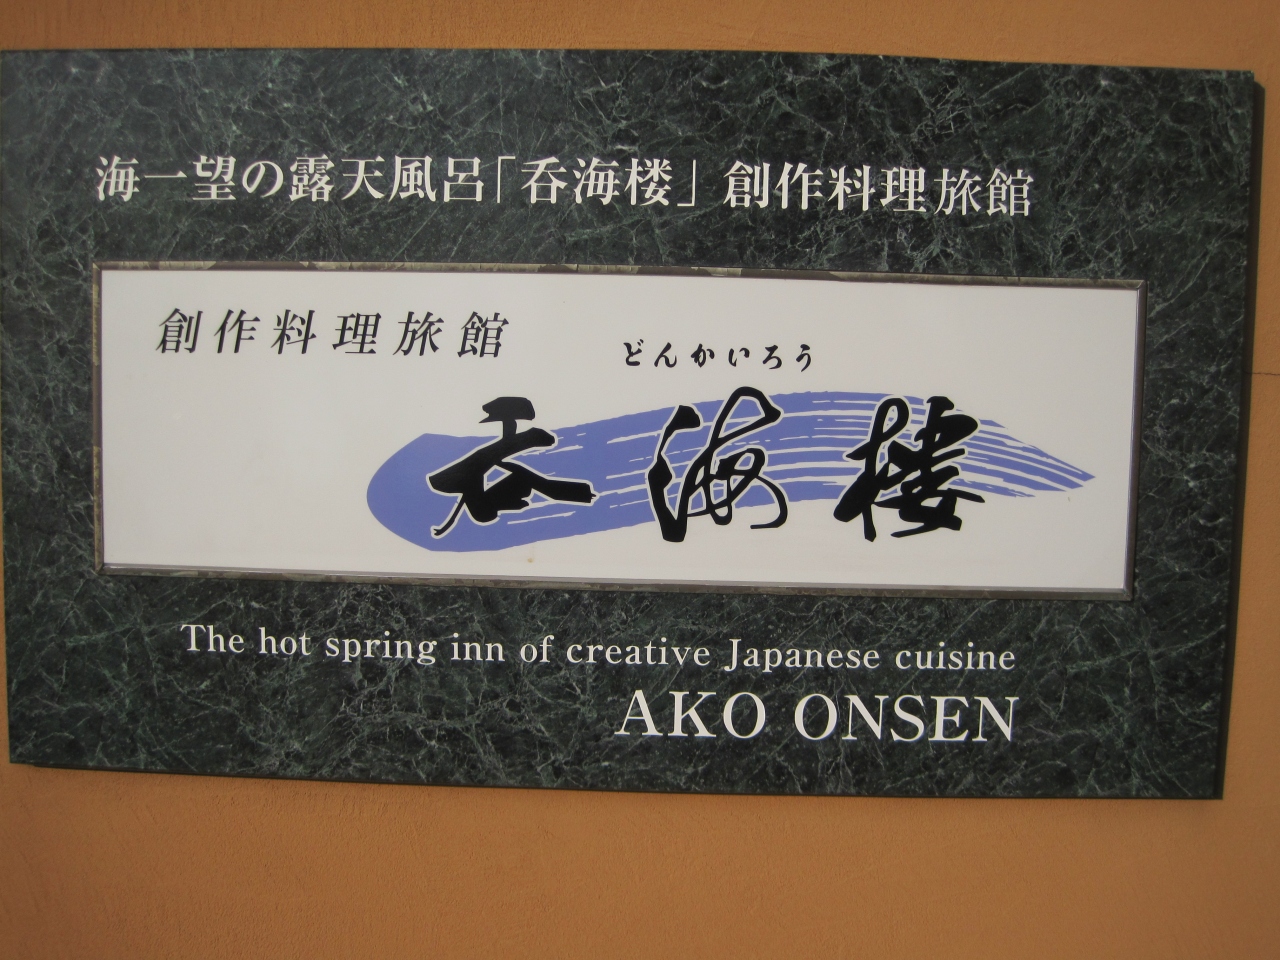 海一望の露天風呂「呑海楼」創作料理旅館
創作料理旅館
どんかいろう
呑海楼
The hot spring inn of creative Japanese cuisine
AKO ONSEN